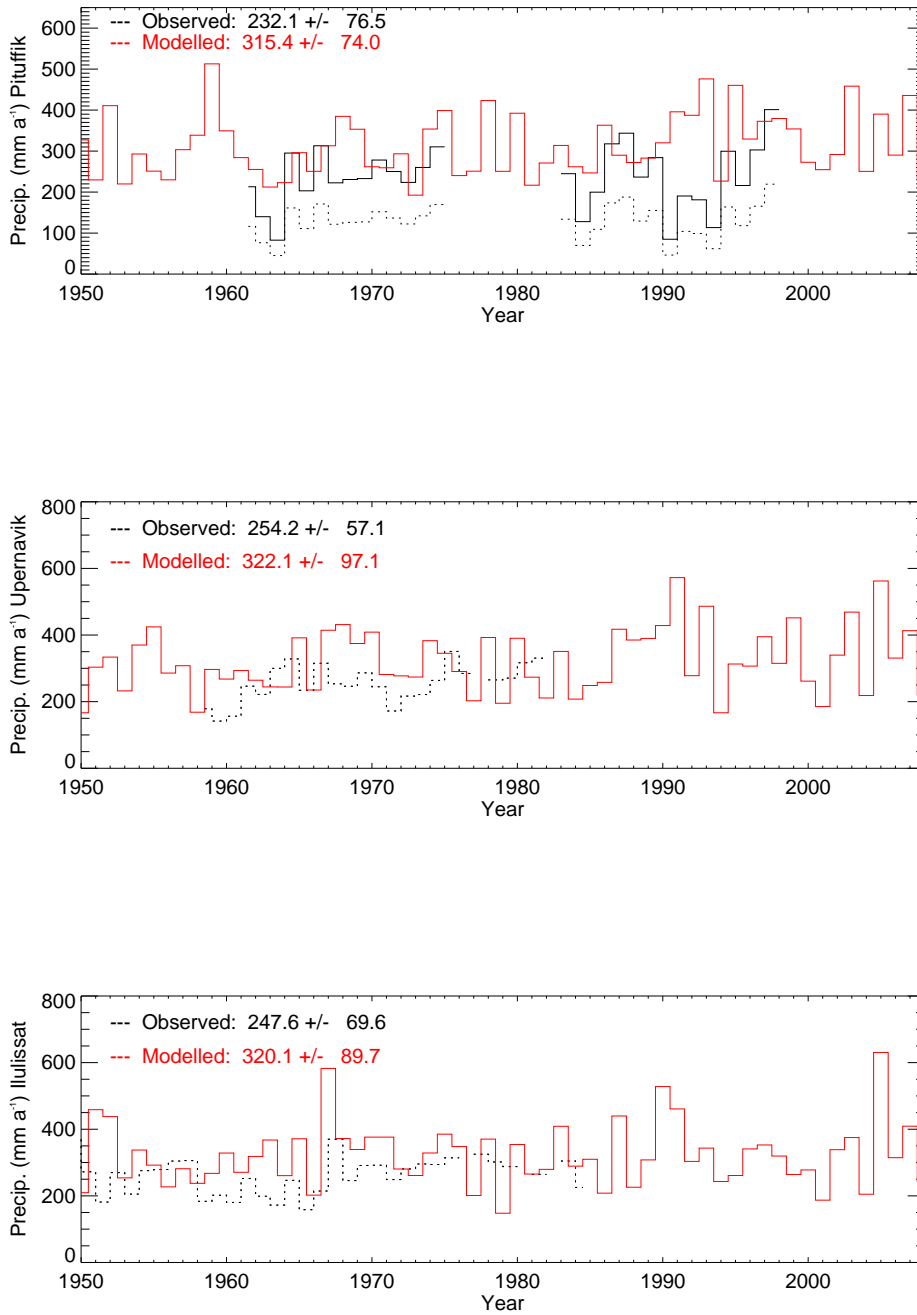 600
500
400
300
200
100
0
Precip. (mm a⁻¹) Pituffik
--- Observed: 232.1 +/- 76.5
--- Modelled: 315.4 +/- 74.0
1950 1960 1970 1980 1990 2000
Year
800
600
400
200
0
Precip. (mm a⁻¹) Upernavik
--- Observed: 254.2 +/- 57.1
--- Modelled: 322.1 +/- 97.1
1950 1960 1970 1980 1990 2000
Year
800
600
400
200
0
Precip. (mm a⁻¹) Ilulissat
--- Observed: 247.6 +/- 69.6
--- Modelled: 320.1 +/- 89.7
1950 1960 1970 1980 1990 2000
Year